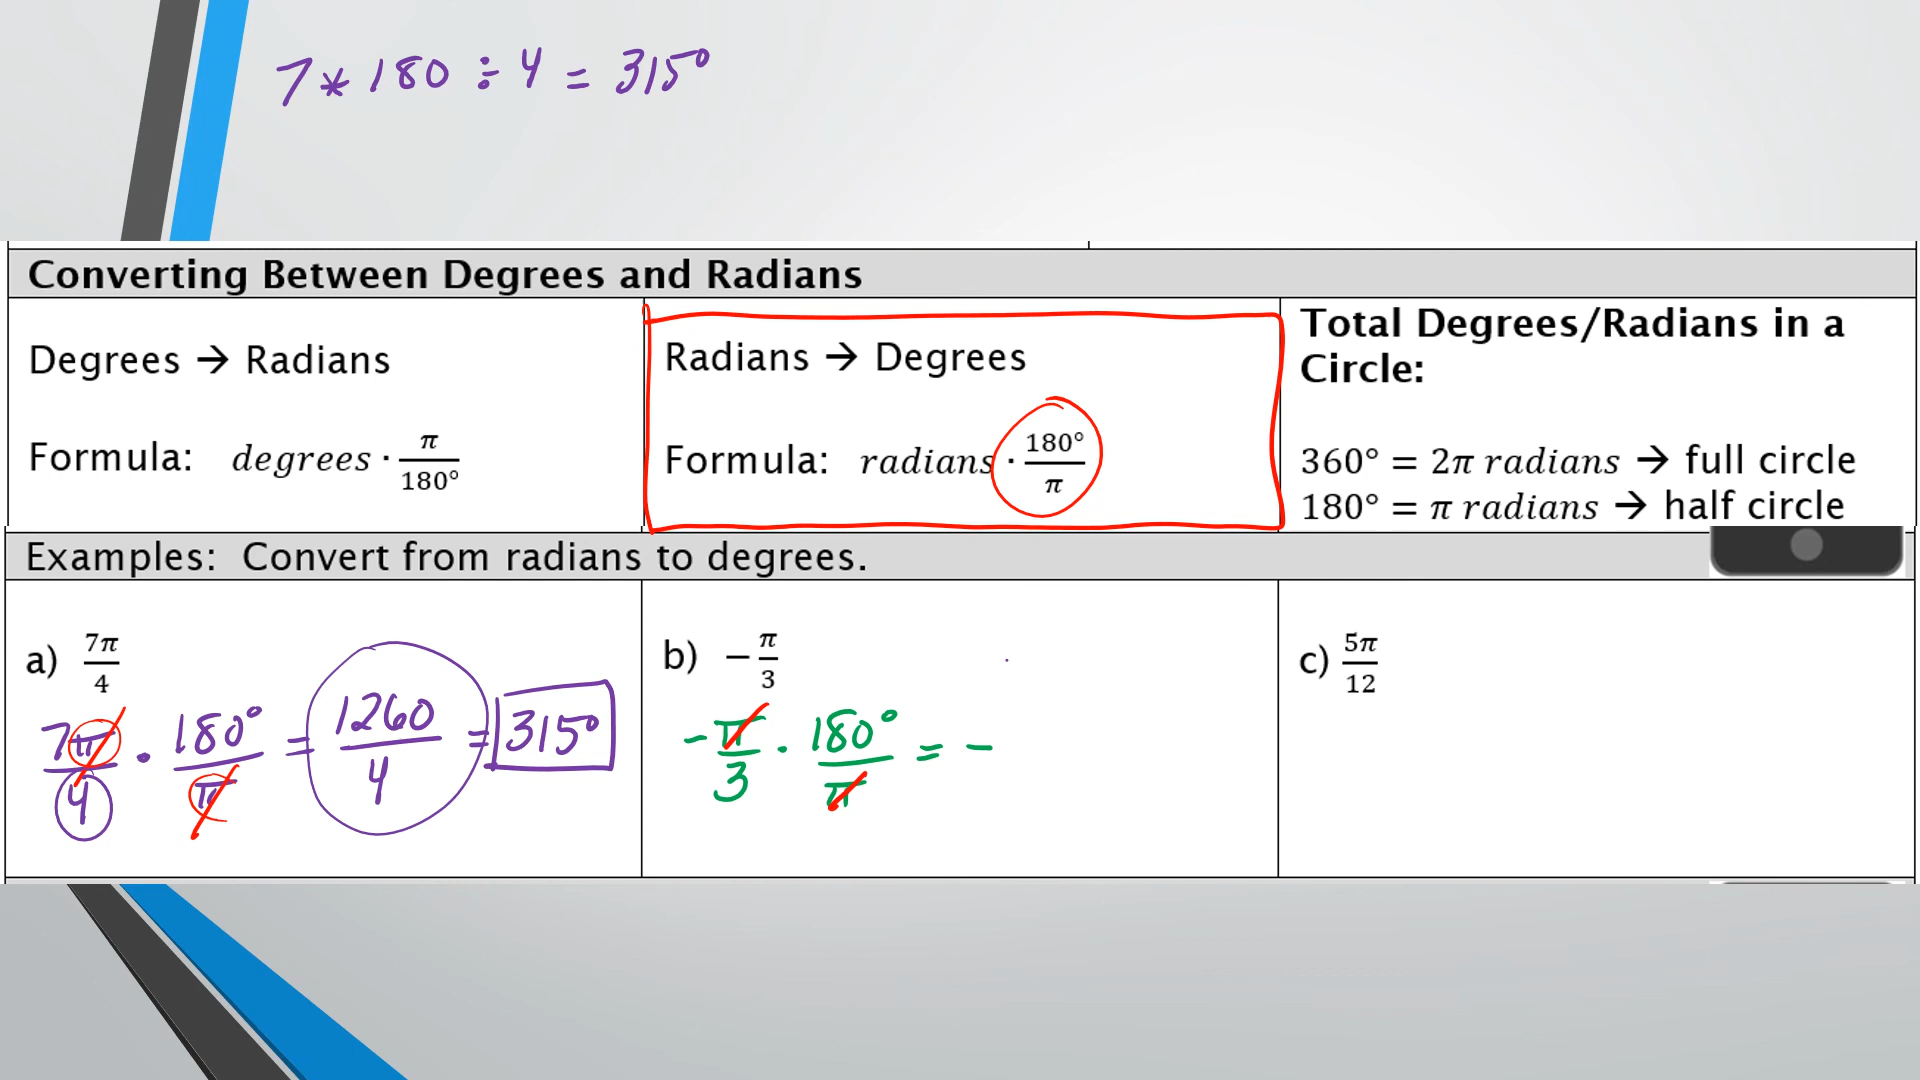 7 * 180 ÷ 4 = 315°
Converting Between Degrees and Radians
Degrees → Radians
Formula: degrees · π/180°
Radians → Degrees
Formula: radians · 180°/π
Total Degrees/Radians in a
Circle:
360° = 2π radians → full circle
180° = π radians → half circle
Examples: Convert from radians to degrees.
a) 7π/4
7π/4 · 180°/π = 1260/4 = 315°
b) −π/3
-π/3 · 180°/π = -
c) 5π/12